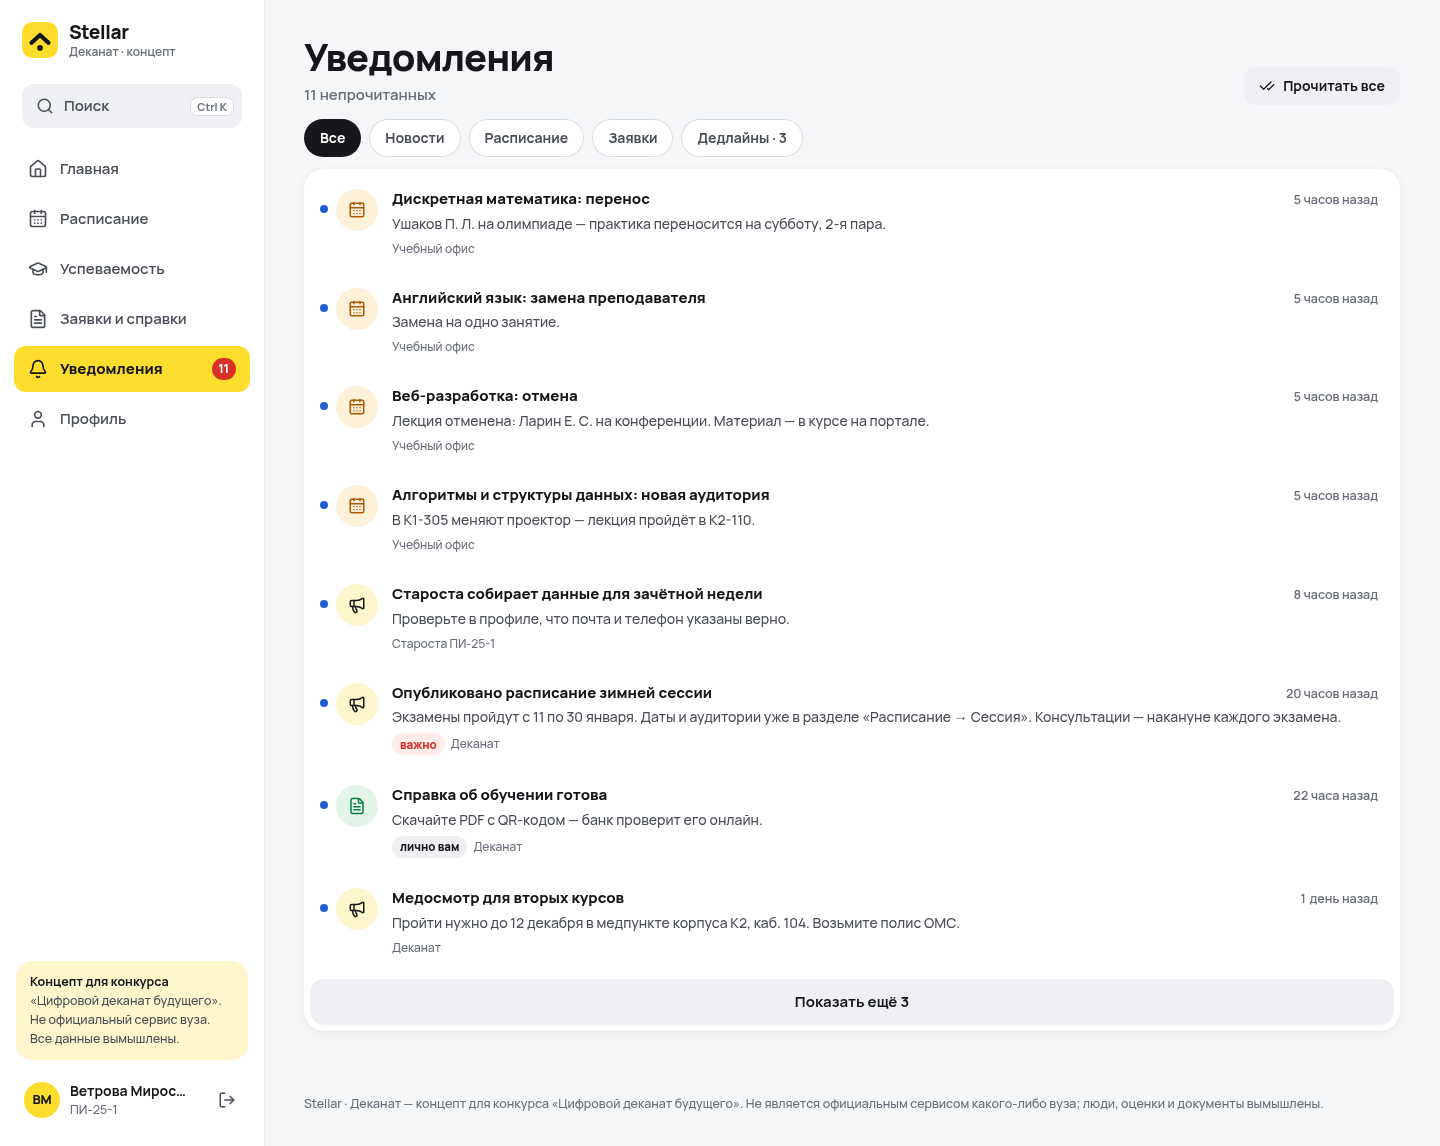 Stellar
Деканат · концепт
Поиск
Ctrl K
Главная
Расписание
Успеваемость
Заявки и справки
Уведомления
11
Профиль
Концепт для конкурса
«Цифровой деканат будущего».
Не официальный сервис вуза.
Все данные вымышлены.
ВМ
Ветрова Мирос…
ПИ-25-1
Уведомления
11 непрочитанных
Прочитать все
Все
Новости
Расписание
Заявки
Дедлайны · 3
Дискретная математика: перенос
5 часов назад
Ушаков П. Л. на олимпиаде — практика переносится на субботу, 2-я пара.
Учебный офис
Английский язык: замена преподавателя
5 часов назад
Замена на одно занятие.
Учебный офис
Веб-разработка: отмена
5 часов назад
Лекция отменена: Ларин Е. С. на конференции. Материал — в курсе на портале.
Учебный офис
Алгоритмы и структуры данных: новая аудитория
5 часов назад
В К1-305 меняют проектор — лекция пройдёт в К2-110.
Учебный офис
Староста собирает данные для зачётной недели
8 часов назад
Проверьте в профиле, что почта и телефон указаны верно.
Староста ПИ-25-1
Опубликовано расписание зимней сессии
20 часов назад
Экзамены пройдут с 11 по 30 января. Даты и аудитории уже в разделе «Расписание → Сессия». Консультации — накануне каждого экзамена.
важно Деканат
Справка об обучении готова
22 часа назад
Скачайте PDF с QR-кодом — банк проверит его онлайн.
лично вам Деканат
Медосмотр для вторых курсов
1 день назад
Пройти нужно до 12 декабря в медпункте корпуса К2, каб. 104. Возьмите полис ОМС.
Деканат
Показать ещё 3
Stellar · Деканат — концепт для конкурса «Цифровой деканат будущего». Не является официальным сервисом какого-либо вуза; люди, оценки и документы вымышлены.